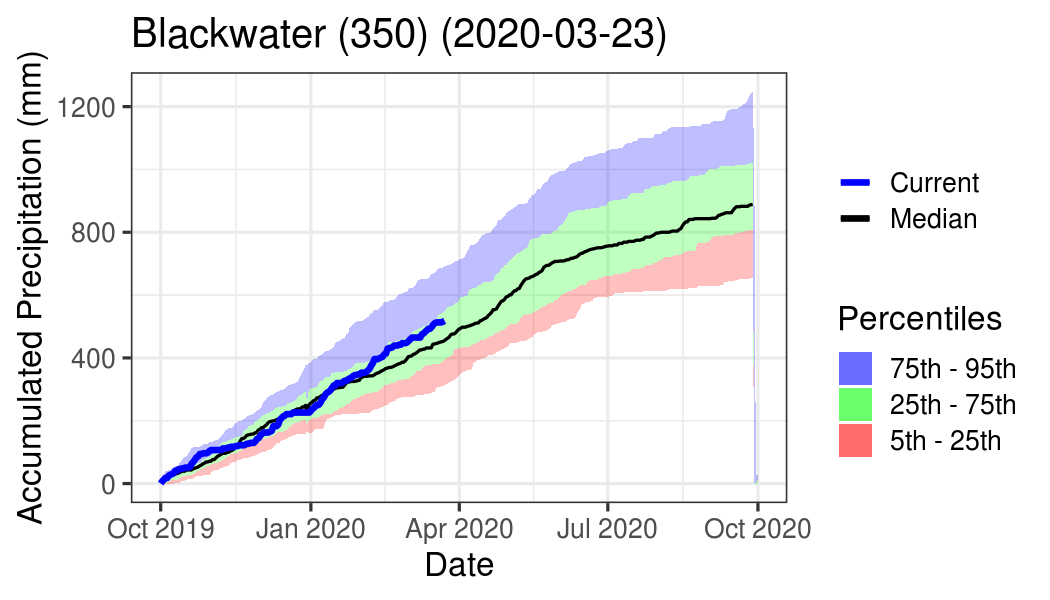 Blackwater (350) (2020-03-23)
Accumulated Precipitation (mm)
1200
800
400
0
Oct 2019
Jan 2020
Apr 2020
Jul 2020
Oct 2020
Date
Current
Median
Percentiles
75th - 95th
25th - 75th
5th - 25th